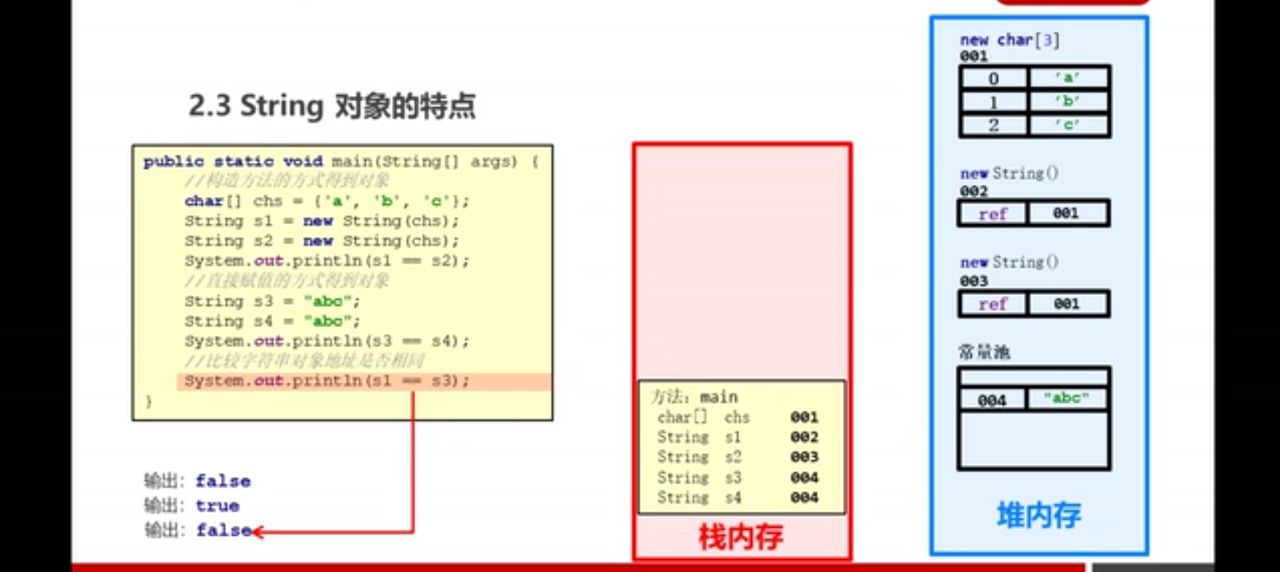 2.3 String 对象的特点
public static void main(String[] args) {
//构造方法的方式得到对象
char[] chs = {'a', 'b', 'c'};
String s1 = new String(chs);
String s2 = new String(chs);
System.out.println(s1 == s2);
//直接赋值的方式得到对象
String s3 = "abc";
String s4 = "abc";
System.out.println(s3 == s4);
//比较字符串对象地址是否相同
System.out.println(s1 == s3);
}
输出: false
输出: true
输出: false
方法: main
char[] chs 001
String s1 002
String s2 003
String s3 004
String s4 004
栈内存
new char[3]
001
0 'a'
1 'b'
2 'c'
new String()
002
ref 001
new String()
003
ref 001
常量池
004 "abc"
堆内存